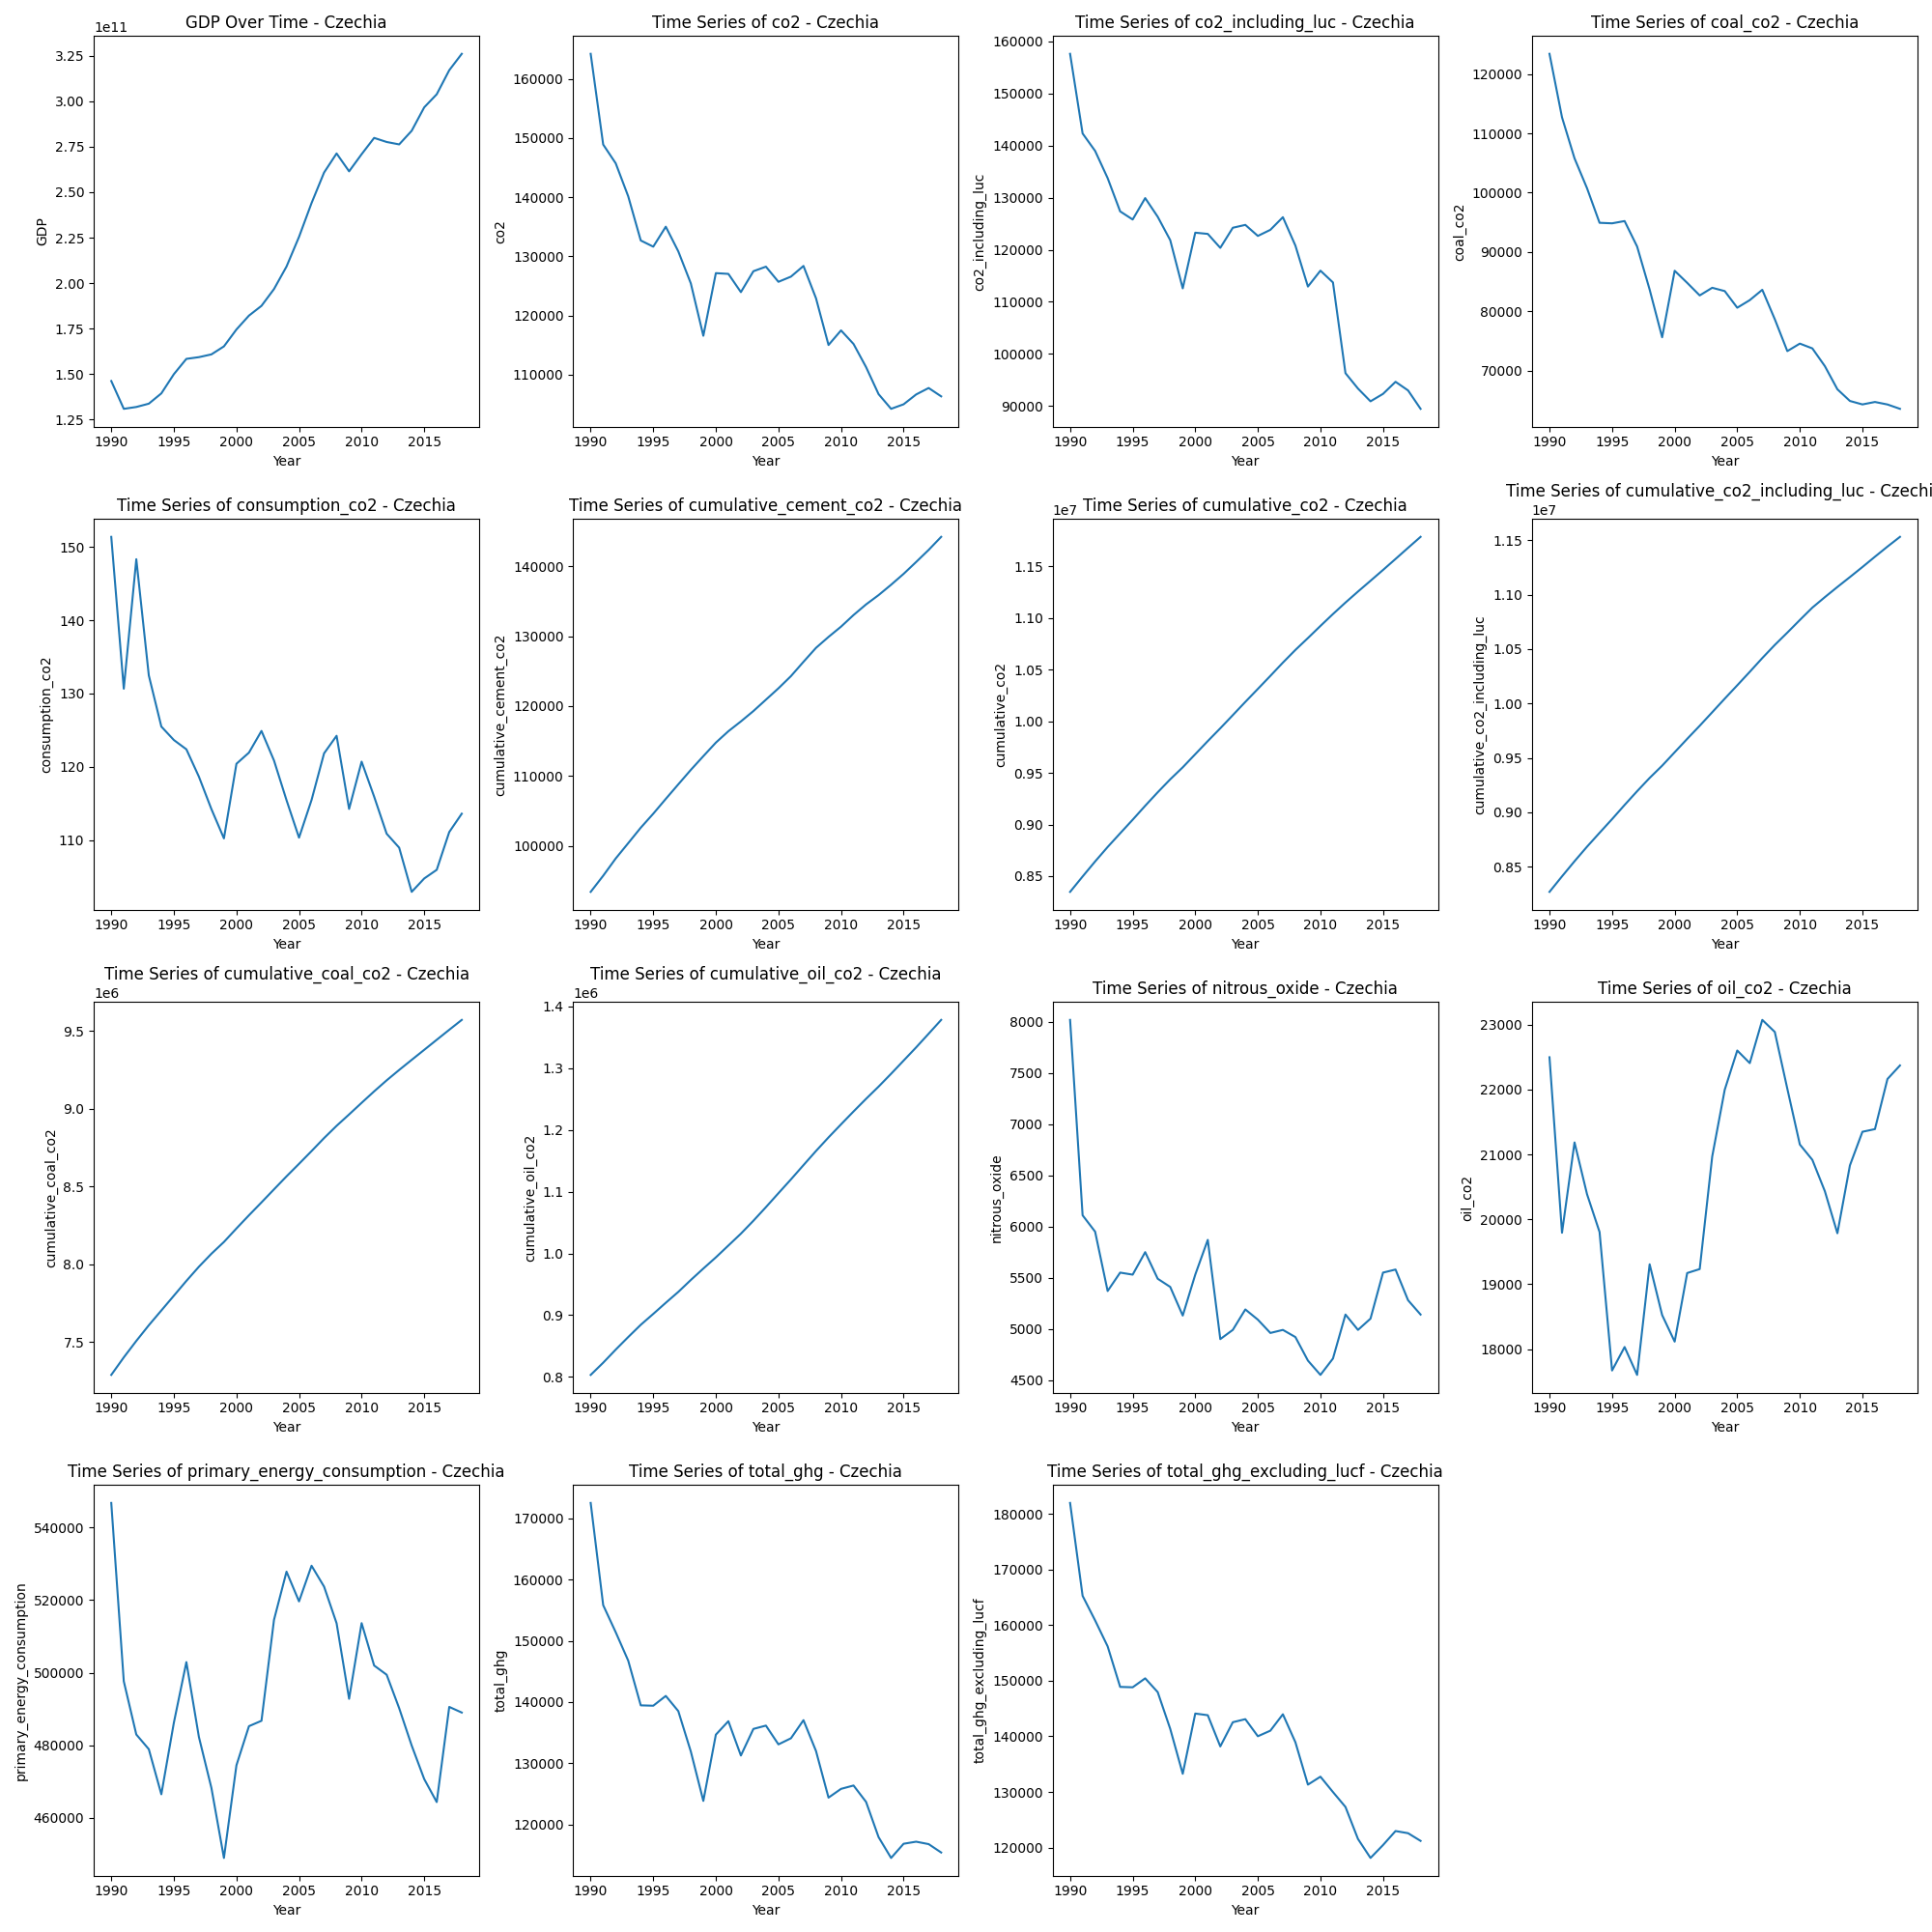 GDP Over Time - Czechia
1e11
3.25
3.00
2.75
2.50
2.25
2.00
1.75
1.50
1.25
GDP
1990 1995 2000 2005 2010 2015
Year
Time Series of co2 - Czechia
160000
150000
140000
130000
120000
110000
co2
1990 1995 2000 2005 2010 2015
Year
Time Series of co2_including_luc - Czechia
160000
150000
140000
130000
120000
110000
100000
90000
co2_including_luc
1990 1995 2000 2005 2010 2015
Year
Time Series of coal_co2 - Czechia
120000
110000
100000
90000
80000
70000
coal_co2
1990 1995 2000 2005 2010 2015
Year
Time Series of consumption_co2 - Czechia
150
140
130
120
110
consumption_co2
1990 1995 2000 2005 2010 2015
Year
Time Series of cumulative_cement_co2 - Czechia
140000
130000
120000
110000
100000
cumulative_cement_co2
1990 1995 2000 2005 2010 2015
Year
Time Series of cumulative_co2 - Czechia
1e7
1.15
1.10
1.05
1.00
0.95
0.90
0.85
cumulative_co2
1990 1995 2000 2005 2010 2015
Year
Time Series of cumulative_co2_including_luc - Czechi
1e7
1.15
1.10
1.05
1.00
0.95
0.90
0.85
cumulative_co2_including_luc
1990 1995 2000 2005 2010 2015
Year
Time Series of cumulative_coal_co2 - Czechia
1e6
9.5
9.0
8.5
8.0
7.5
cumulative_coal_co2
1990 1995 2000 2005 2010 2015
Year
Time Series of cumulative_oil_co2 - Czechia
1e6
1.4
1.3
1.2
1.1
1.0
0.9
0.8
cumulative_oil_co2
1990 1995 2000 2005 2010 2015
Year
Time Series of nitrous_oxide - Czechia
8000
7500
7000
6500
6000
5500
5000
4500
nitrous_oxide
1990 1995 2000 2005 2010 2015
Year
Time Series of oil_co2 - Czechia
23000
22000
21000
20000
19000
18000
oil_co2
1990 1995 2000 2005 2010 2015
Year
Time Series of primary_energy_consumption - Czechia
540000
520000
500000
480000
460000
primary_energy_consumption
1990 1995 2000 2005 2010 2015
Year
Time Series of total_ghg - Czechia
170000
160000
150000
140000
130000
120000
total_ghg
1990 1995 2000 2005 2010 2015
Year
Time Series of total_ghg_excluding_lucf - Czechia
180000
170000
160000
150000
140000
130000
120000
total_ghg_excluding_lucf
1990 1995 2000 2005 2010 2015
Year